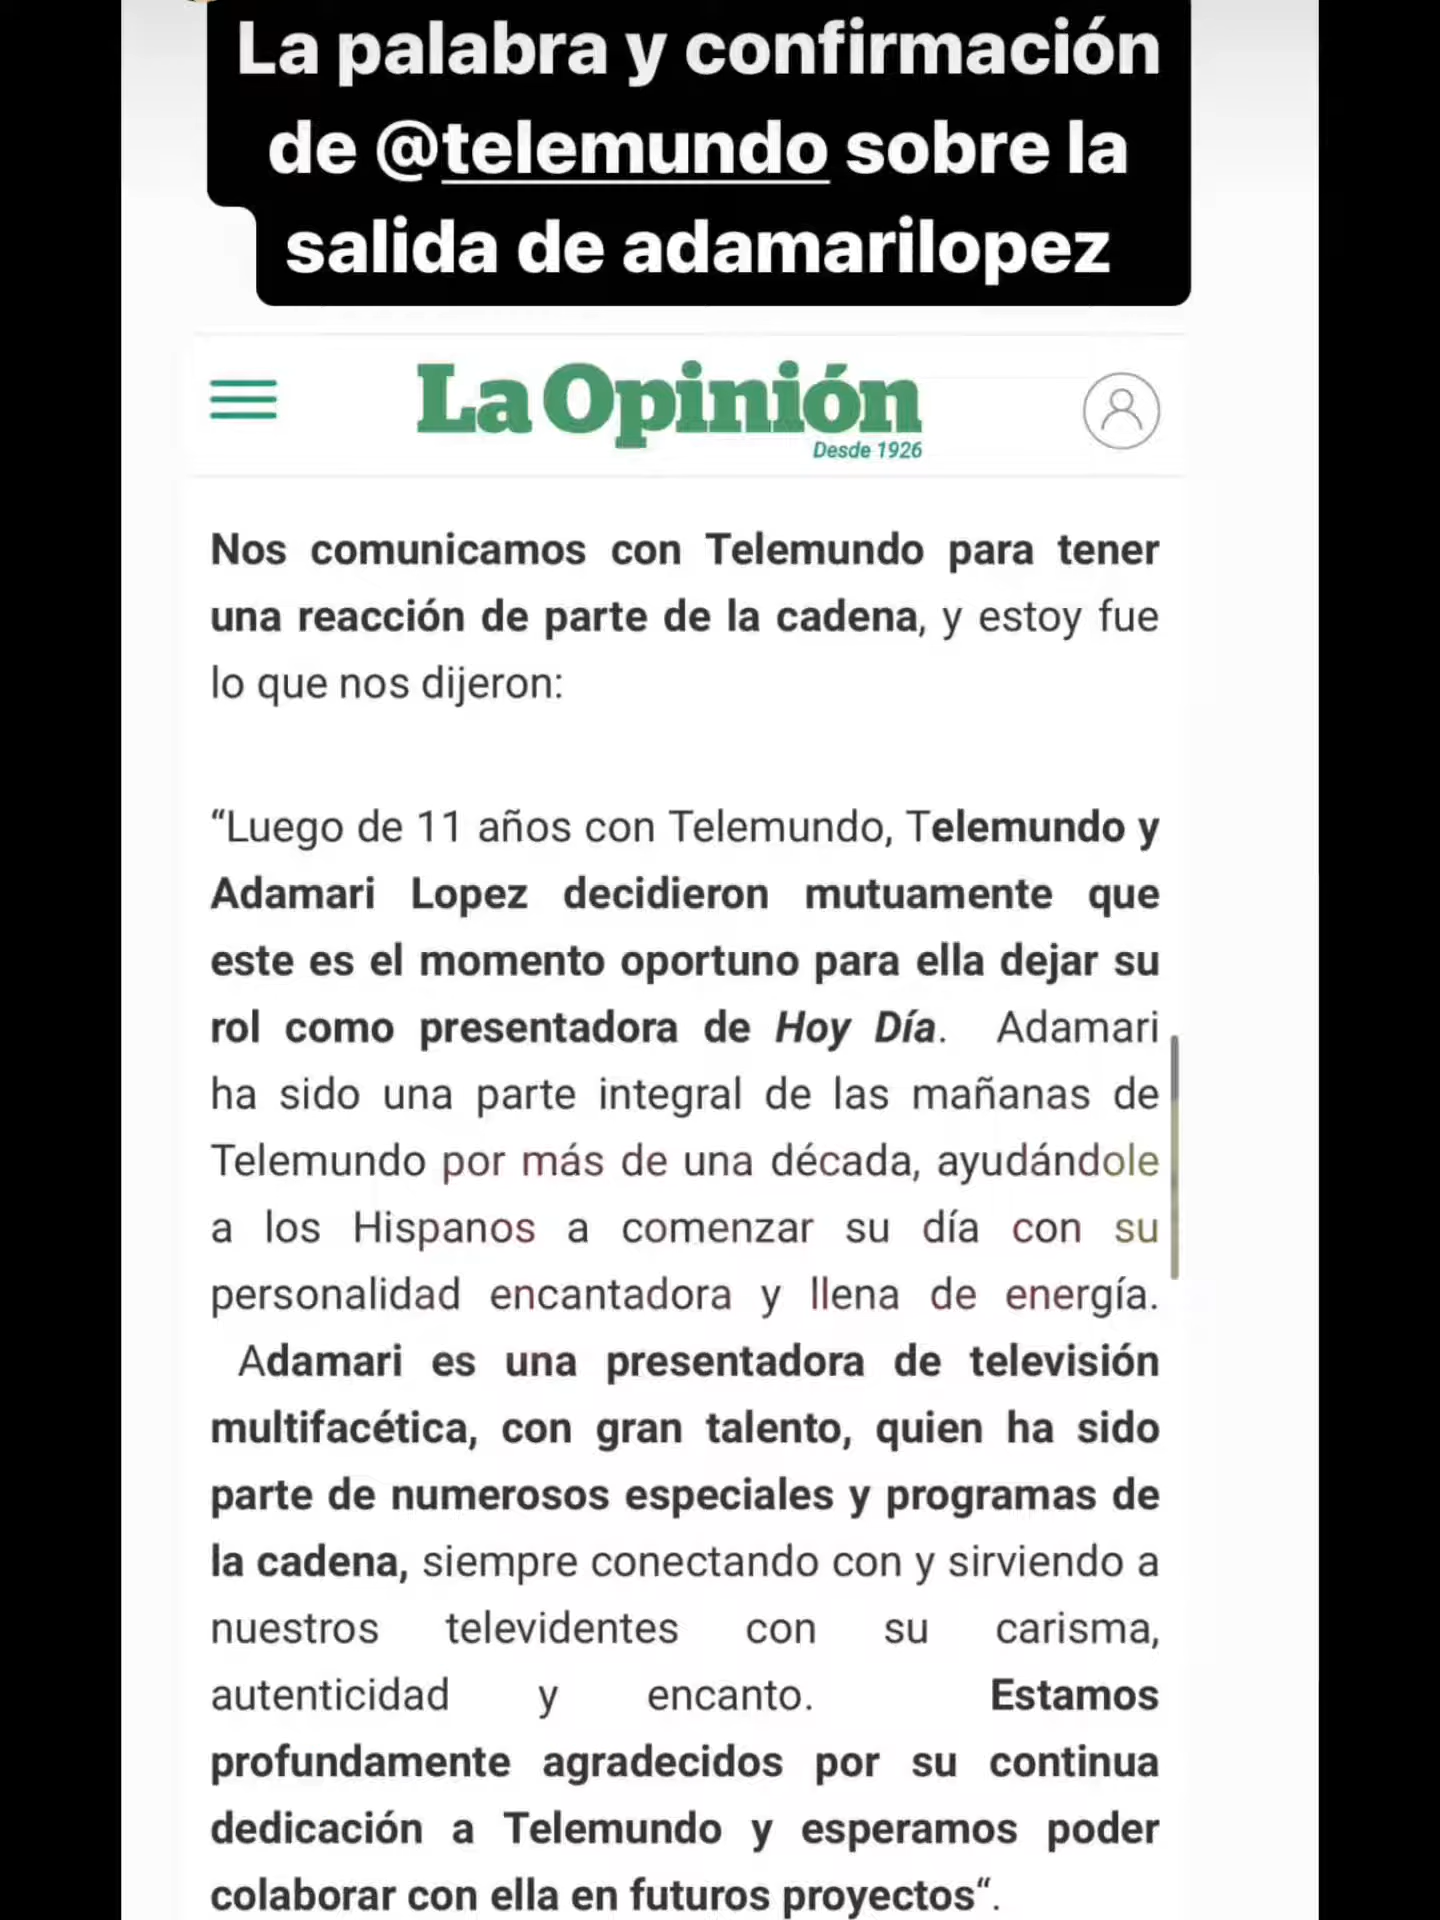 La palabra y confirmación
de @telemundo sobre la
salida de adamarilopez
La Opinión
Desde 1926
Nos comunicamos con Telemundo para tener
una reacción de parte de la cadena, y estoy fue
lo que nos dijeron:
“Luego de 11 años con Telemundo, Telemundo y
Adamari Lopez decidieron mutuamente que
este es el momento oportuno para ella dejar su
rol como presentadora de Hoy Día. Adamari
ha sido una parte integral de las mañanas de
Telemundo por más de una década, ayudándole
a los Hispanos a comenzar su día con su
personalidad encantadora y llena de energía.
Adamari es una presentadora de televisión
multifacética, con gran talento, quien ha sido
parte de numerosos especiales y programas de
la cadena, siempre conectando con y sirviendo a
nuestros televidentes con su carisma,
autenticidad y encanto. Estamos
profundamente agradecidos por su continua
dedicación a Telemundo y esperamos poder
colaborar con ella en futuros proyectos“.